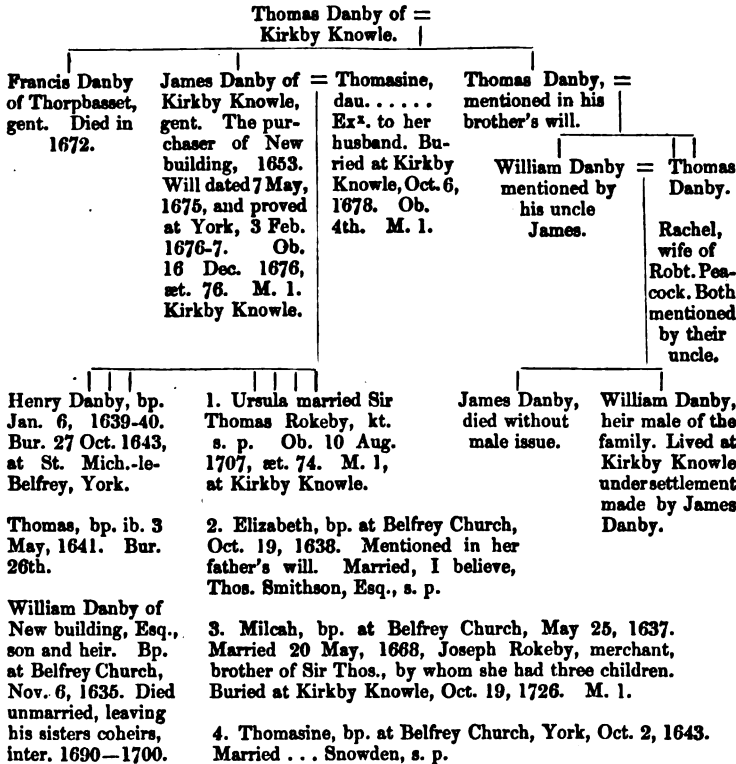 Thomas Danby of =
Kirkby Knowle.
Francis Danby
of Thorpbasset,
gent. Died in
1672.
James Danby of =
Kirkby Knowle,
gent. The pur-
chaser of New
building, 1653.
Will dated 7 May,
1675, and proved
at York, 3 Feb.
1676-7. Ob.
16 Dec. 1676,
æt. 76. M. 1.
Kirkby Knowle.
Thomasine,
dau. . . . . . .
Exx. to her
husband. Bu-
ried at Kirkby
Knowle, Oct. 6,
1678. Ob.
4th. M. 1.
Thomas Danby, =
mentioned in his
brother's will.
William Danby =
mentioned by
his uncle
James.
Thomas
Danby.
Rachel,
wife of
Robt. Pea-
cock. Both
mentioned
by their
uncle.
Henry Danby, bp.
Jan. 6, 1639-40.
Bur. 27 Oct. 1643,
at St. Mich.-le-
Belfrey, York.
Thomas, bp. ib. 3
May, 1641. Bur.
26th.
William Danby of
New building, Esq.,
son and heir. Bp.
at Belfrey Church,
Nov. 6, 1635. Died
unmarried, leaving
his sisters coheirs,
inter. 1690—1700.
1. Ursula married Sir
Thomas Rokeby, kt.
s. p. Ob. 10 Aug.
1707, æt. 74. M. 1,
at Kirkby Knowle.
2. Elizabeth, bp. at Belfrey Church,
Oct. 19, 1638. Mentioned in her
father's will. Married, I believe,
Thos. Smithson, Esq., s. p.
3. Milcah, bp. at Belfrey Church, May 25, 1637.
Married 20 May, 1668, Joseph Rokeby, merchant,
brother of Sir Thos., by whom she had three children.
Buried at Kirkby Knowle, Oct. 19, 1726. M. 1.
4. Thomasine, bp. at Belfrey Church, York, Oct. 2, 1643.
Married . . . Snowden, s. p.
James Danby,
died without
male issue.
William Danby,
heir male of the
family. Lived at
Kirkby Knowle
under settlement
made by James
Danby.